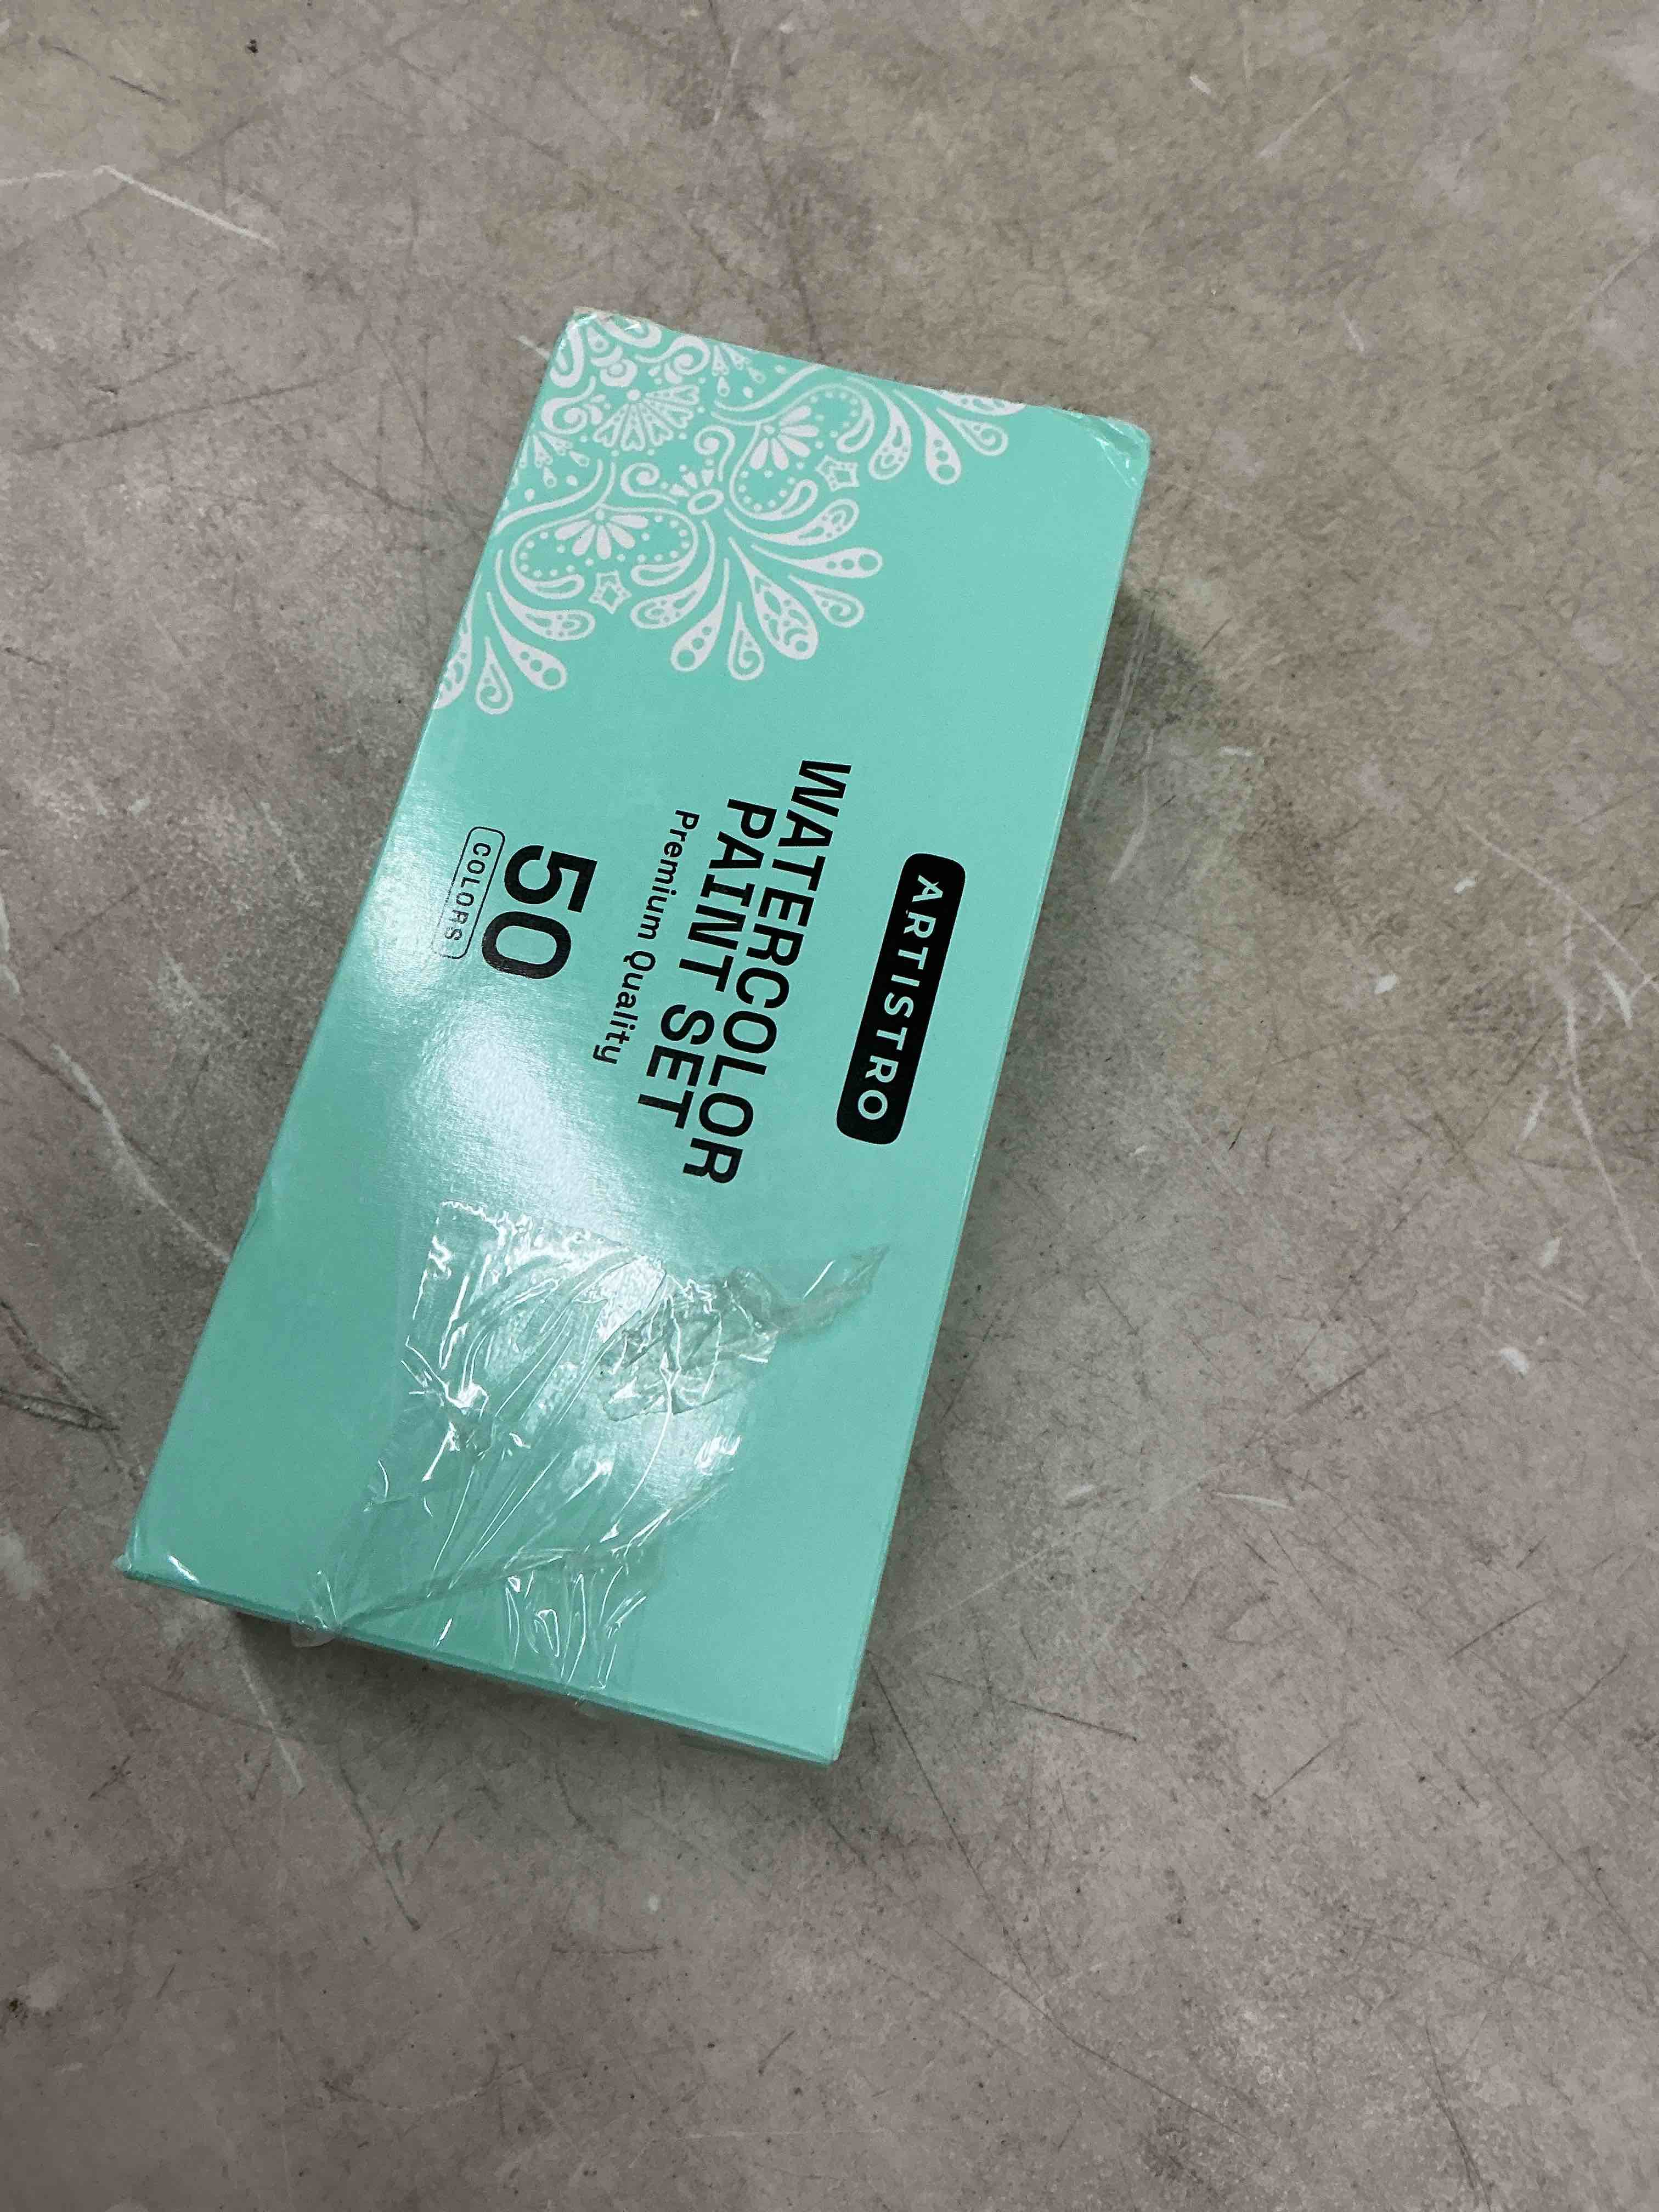 ARTISTRO
WATERCOLOR
PAINT SET
Premium Quality
50
COLORS